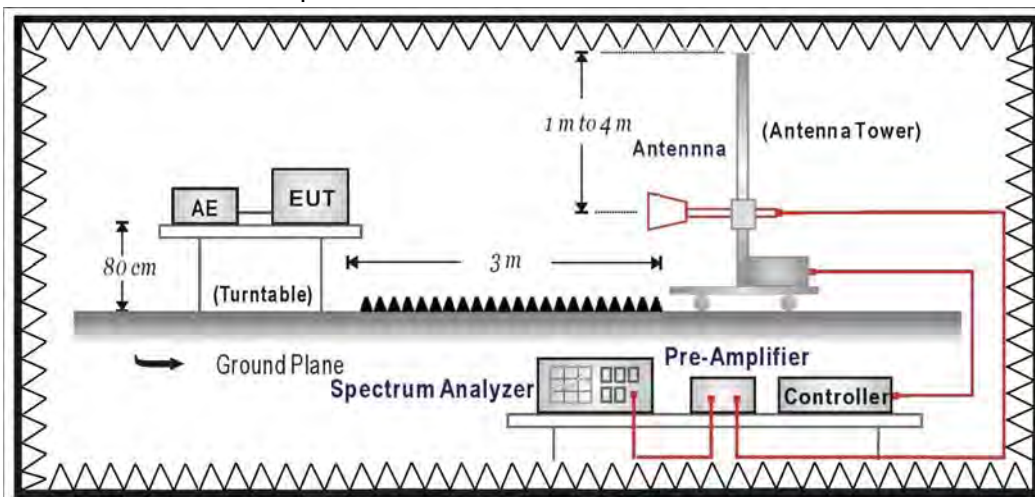 1 m to 4 m
(Antenna Tower)
Antennna
EUT
AE
80 cm
3 m
(Turntable)
Ground Plane
Pre-Amplifier
Spectrum Analyzer
Controller